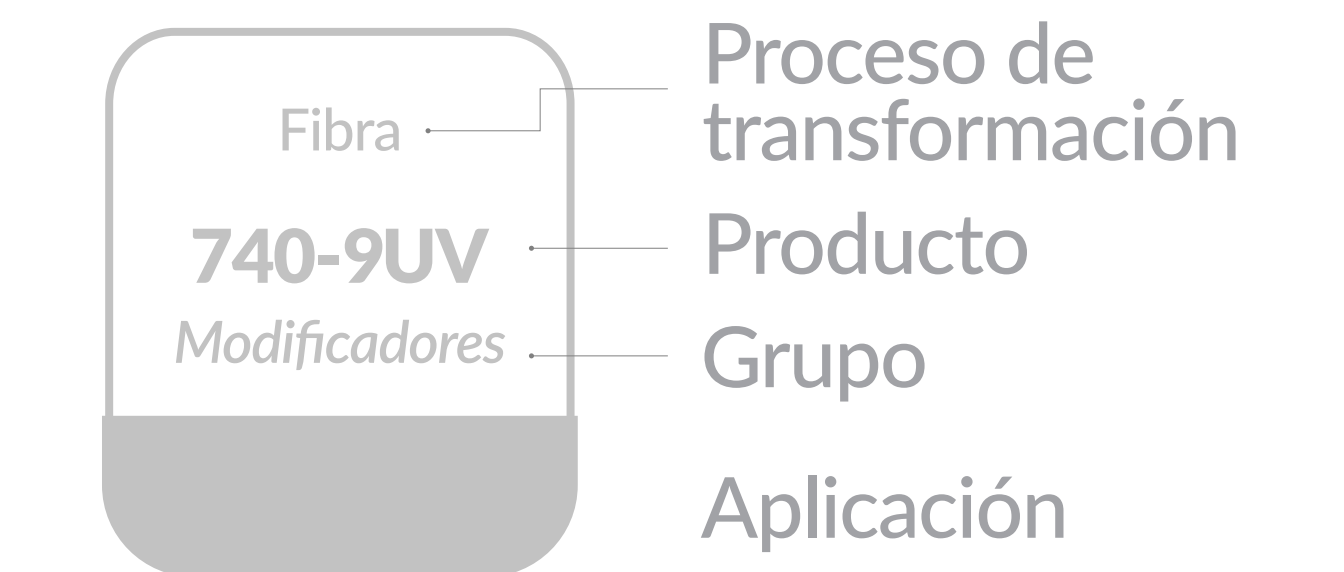 Proceso de
transformación
Fibra
740-9UV
Producto
Modificadores
Grupo
Aplicación